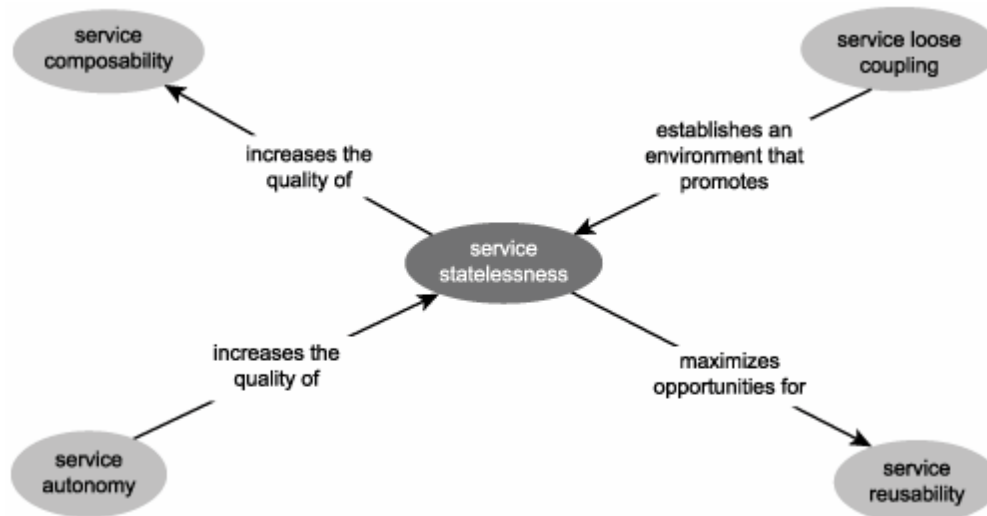 service
composability
service loose
coupling
increases the
quality of
establishes an
environment that
promotes
service
statelessness
increases the
quality of
maximizes
opportunities for
service
autonomy
service
reusability